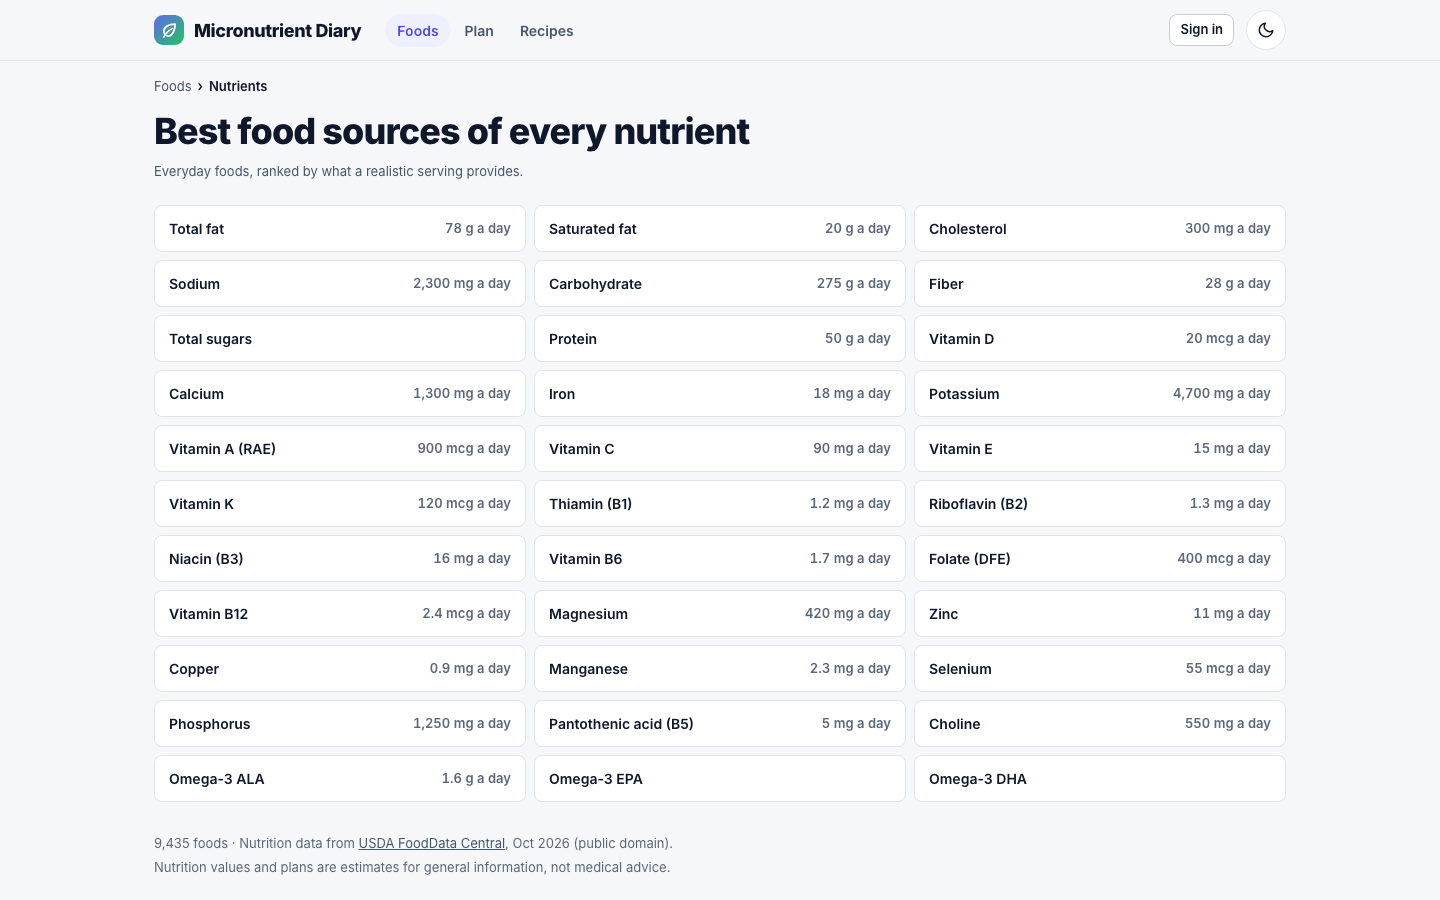 Micronutrient Diary
Foods
Plan
Recipes
Sign in
Foods › Nutrients
Best food sources of every nutrient
Everyday foods, ranked by what a realistic serving provides.
Total fat 78 g a day
Saturated fat 20 g a day
Cholesterol 300 mg a day
Sodium 2,300 mg a day
Carbohydrate 275 g a day
Fiber 28 g a day
Total sugars
Protein 50 g a day
Vitamin D 20 mcg a day
Calcium 1,300 mg a day
Iron 18 mg a day
Potassium 4,700 mg a day
Vitamin A (RAE) 900 mcg a day
Vitamin C 90 mg a day
Vitamin E 15 mg a day
Vitamin K 120 mcg a day
Thiamin (B1) 1.2 mg a day
Riboflavin (B2) 1.3 mg a day
Niacin (B3) 16 mg a day
Vitamin B6 1.7 mg a day
Folate (DFE) 400 mcg a day
Vitamin B12 2.4 mcg a day
Magnesium 420 mg a day
Zinc 11 mg a day
Copper 0.9 mg a day
Manganese 2.3 mg a day
Selenium 55 mcg a day
Phosphorus 1,250 mg a day
Pantothenic acid (B5) 5 mg a day
Choline 550 mg a day
Omega-3 ALA 1.6 g a day
Omega-3 EPA
Omega-3 DHA
9,435 foods · Nutrition data from USDA FoodData Central, Oct 2026 (public domain).
Nutrition values and plans are estimates for general information, not medical advice.